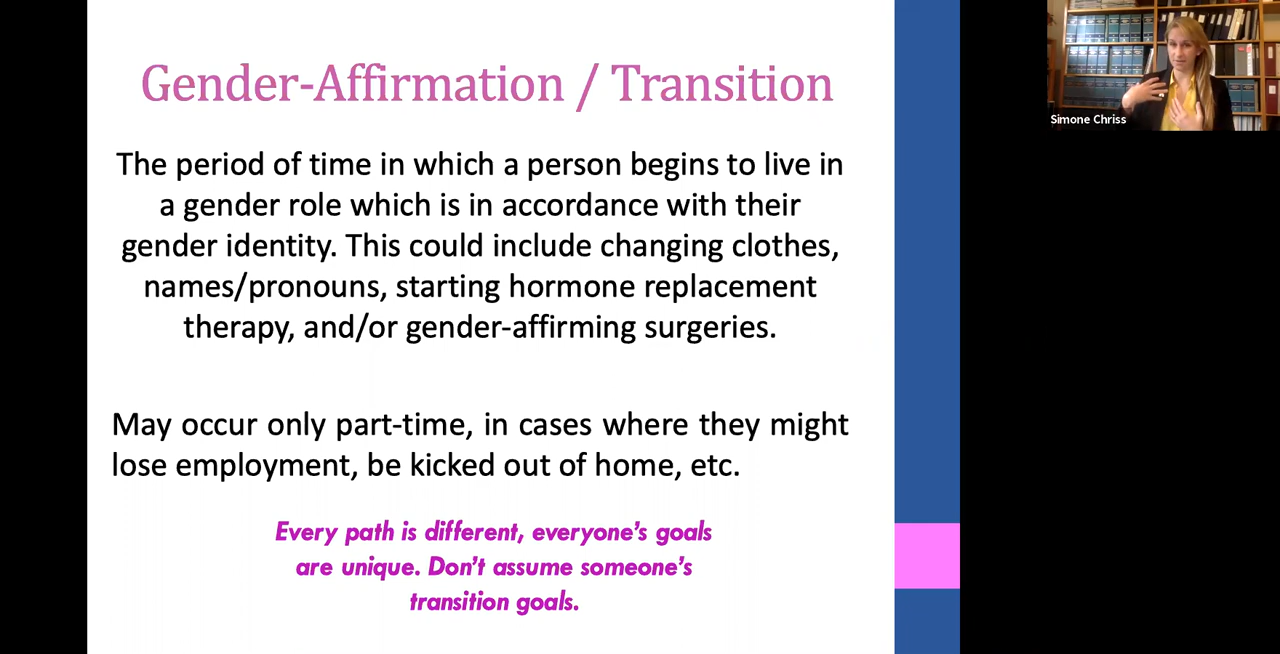 Gender-Affirmation / Transition
The period of time in which a person begins to live in
a gender role which is in accordance with their
gender identity. This could include changing clothes,
names/pronouns, starting hormone replacement
therapy, and/or gender-affirming surgeries.
May occur only part-time, in cases where they might
lose employment, be kicked out of home, etc.
Every path is different, everyone's goals
are unique. Don't assume someone's
transition goals.
Simone Chriss